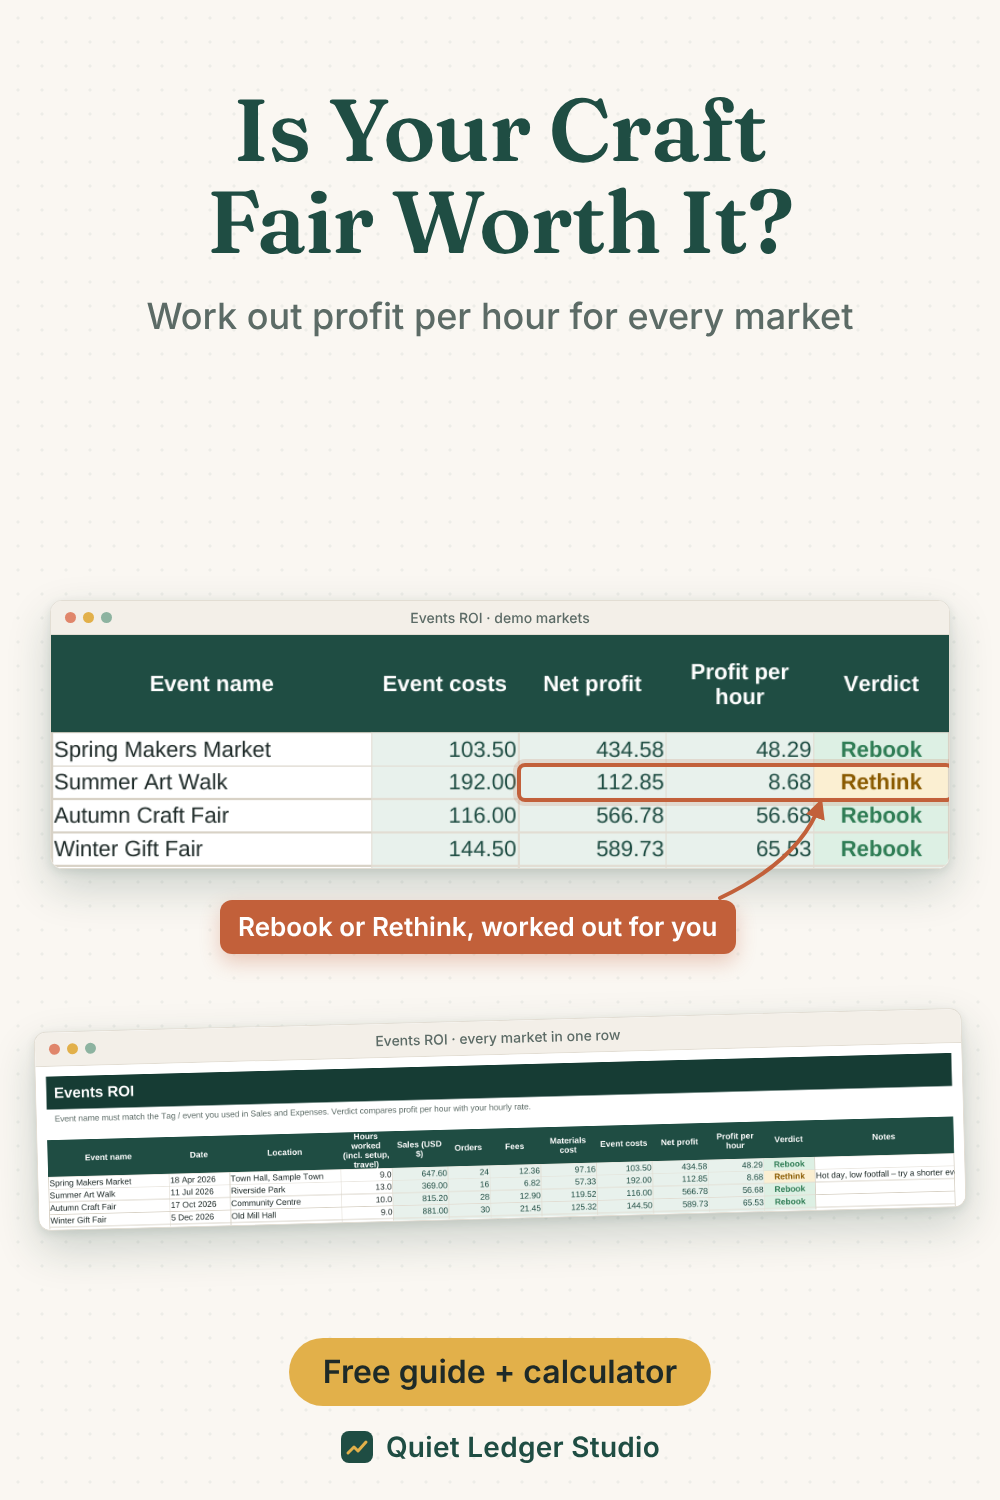 Is Your Craft
Fair Worth It?
Work out profit per hour for every market
Events ROI · demo markets
Event name Event costs Net profit Profit per hour Verdict
Spring Makers Market 103.50 434.58 48.29 Rebook
Summer Art Walk 192.00 112.85 8.68 Rethink
Autumn Craft Fair 116.00 566.78 56.68 Rebook
Winter Gift Fair 144.50 589.73 65.53 Rebook
Rebook or Rethink, worked out for you
Events ROI · every market in one row
Events ROI
Event name must match the Tag / event you used in Sales and Expenses. Verdict compares profit per hour with your hourly rate.
Event name Date Location Hours worked (incl. setup, travel) Sales (USD $) Orders Fees Materials cost Event costs Net profit Profit per hour Verdict Notes
Spring Makers Market 18 Apr 2026 Town Hall, Sample Town 9.0 647.60 24 12.36 97.16 103.50 434.58 48.29 Rebook
Summer Art Walk 11 Jul 2026 Riverside Park 13.0 369.00 16 6.82 57.33 192.00 112.85 8.68 Rethink Hot day, low footfall – try a shorter ev
Autumn Craft Fair 17 Oct 2026 Community Centre 10.0 815.20 28 12.90 119.52 116.00 566.78 56.68 Rebook
Winter Gift Fair 5 Dec 2026 Old Mill Hall 9.0 881.00 30 21.45 125.32 144.50 589.73 65.53 Rebook
Free guide + calculator
Quiet Ledger Studio